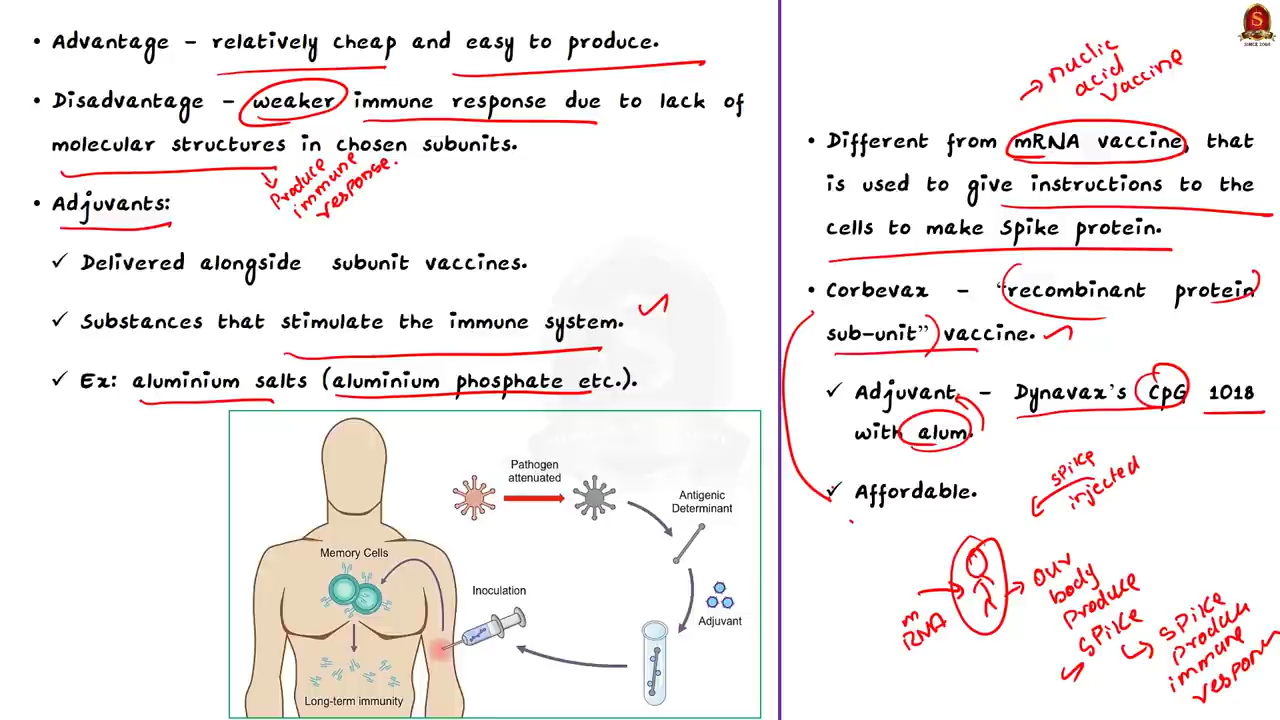 • Advantage – relatively cheap and easy to produce.
• Disadvantage – weaker immune response due to lack of
molecular structures in chosen subunits.
Produce
immune
response.
• Adjuvants:
✓ Delivered alongside subunit vaccines.
✓ Substances that stimulate the immune system.
✓ Ex: aluminium salts (aluminium phosphate etc.).
Pathogen
attenuated
Antigenic
Determinant
Memory Cells
Inoculation
Adjuvant
Long-term immunity
S
SINCE 2004
nuclic
acid
vaccine
• Different from mRNA vaccine, that
is used to give instructions to the
cells to make Spike protein.
• Corbevax – “recombinant protein
sub-unit” vaccine.
✓ Adjuvant – Dynavax's CpG 1018
with alum.
✓ Affordable.
spike
injected
m
RNA
our
body
produce
spike
spike
produce
immune
response